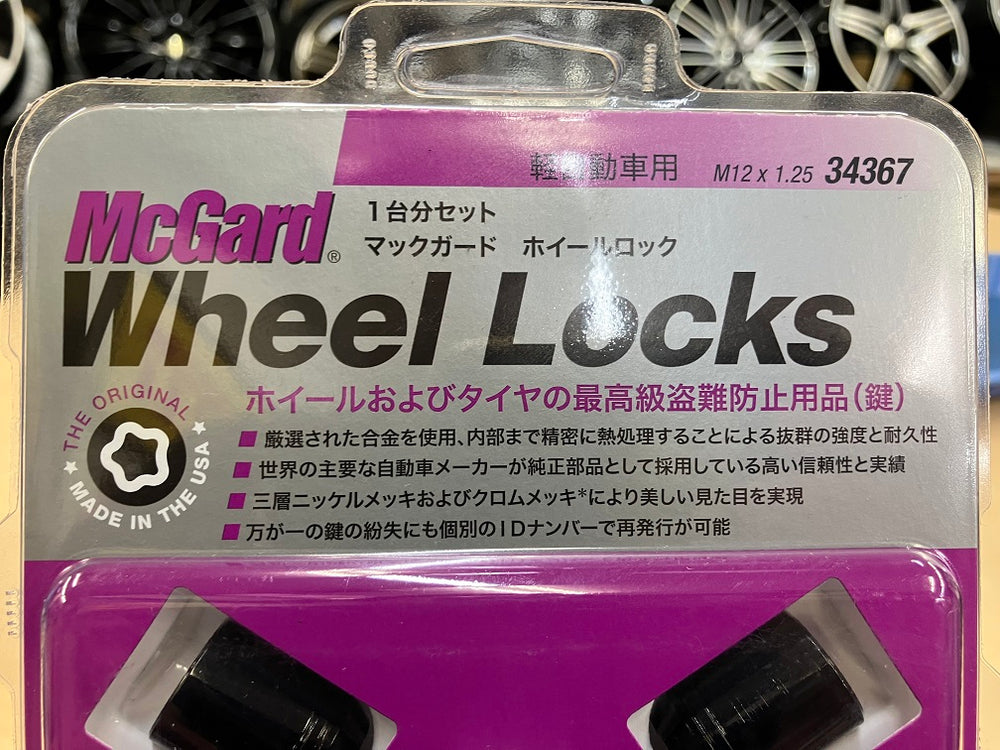 軽自動車用 M12 x 1.25 34367
McGard®
1台分セット
マックガード ホイールロック
Wheel Locks
ホイールおよびタイヤの最高級盗難防止用品(鍵)
THE ORIGINAL
★ MADE IN THE USA ★
■ 厳選された合金を使用、内部まで精密に熱処理することによる抜群の強度と耐久性
■ 世界の主要な自動車メーカーが純正部品として採用している高い信頼性と実績
■ 三層ニッケルメッキおよびクロムメッキ*により美しい見た目を実現
■ 万が一の鍵の紛失にも個別のIDナンバーで再発行が可能